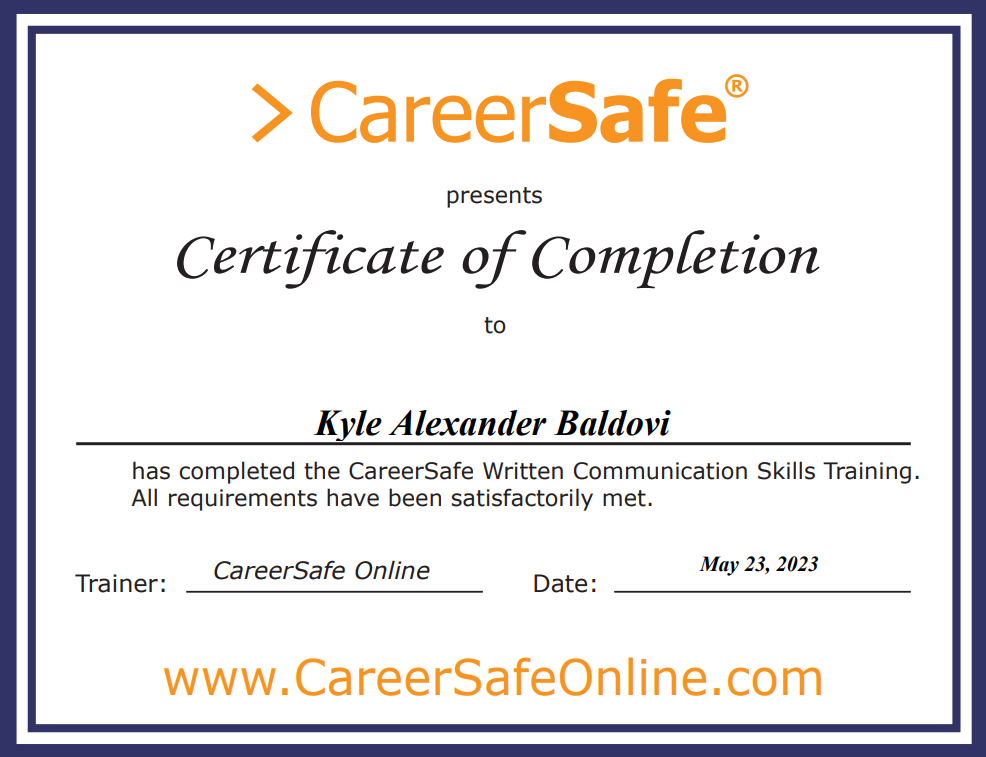 > CareerSafe®
presents
Certificate of Completion
to
Kyle Alexander Baldovi
has completed the CareerSafe Written Communication Skills Training.
All requirements have been satisfactorily met.
Trainer: CareerSafe Online Date: May 23, 2023
www.CareerSafeOnline.com